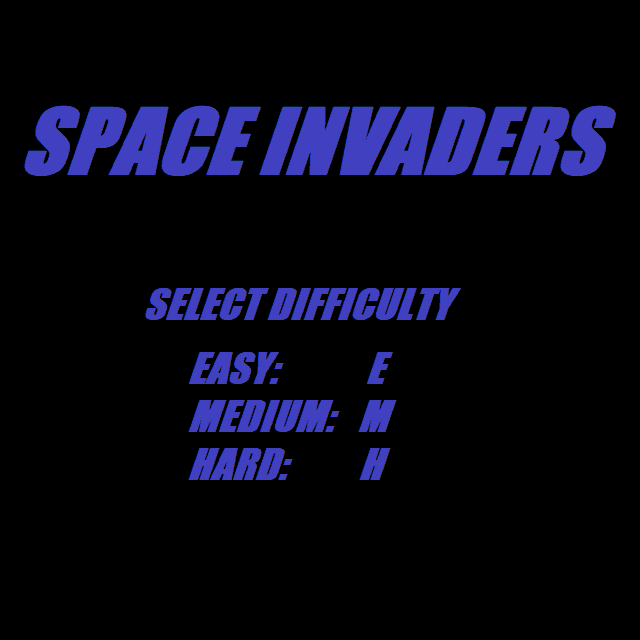 SPACE INVADERS
SELECT DIFFICULTY
EASY: E
MEDIUM: M
HARD: H